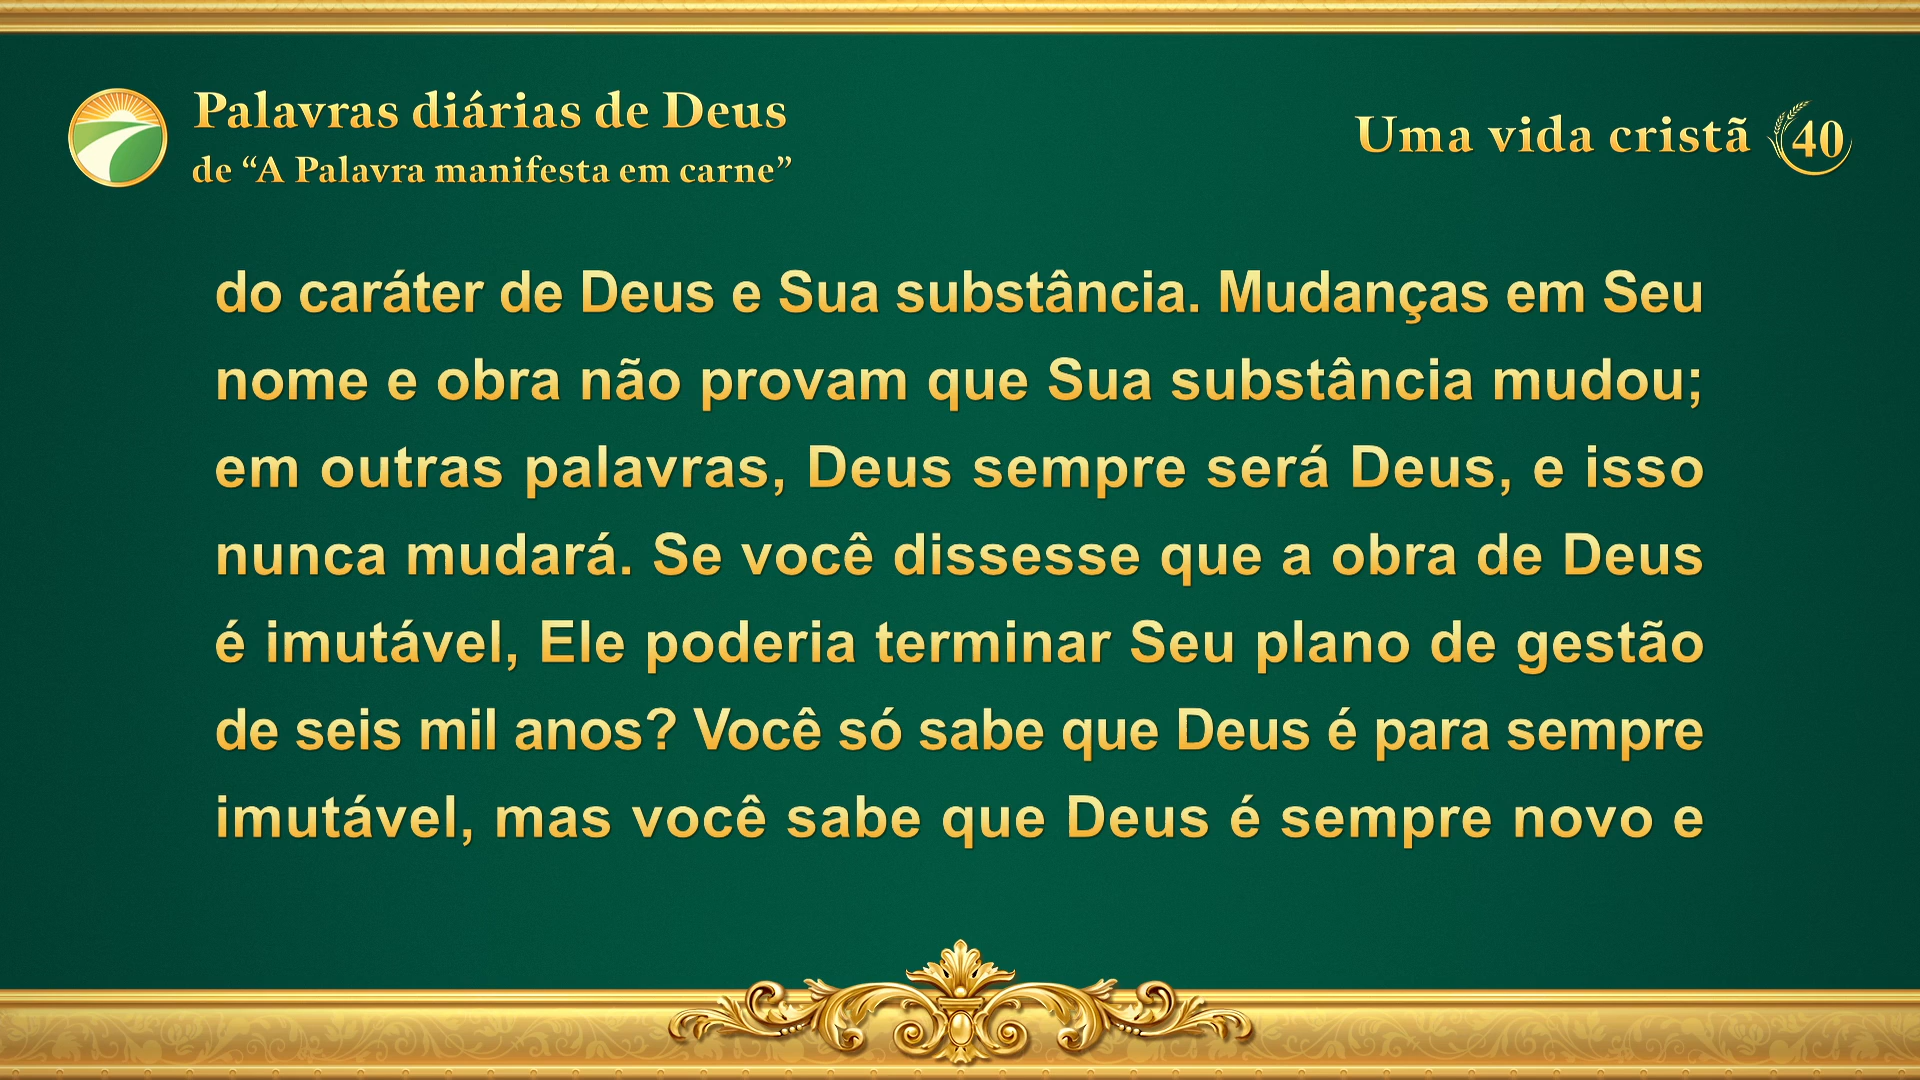 Palavras diárias de Deus
de “A Palavra manifesta em carne”
Uma vida cristã 40
do caráter de Deus e Sua substância. Mudanças em Seu
nome e obra não provam que Sua substância mudou;
em outras palavras, Deus sempre será Deus, e isso
nunca mudará. Se você dissesse que a obra de Deus
é imutável, Ele poderia terminar Seu plano de gestão
de seis mil anos? Você só sabe que Deus é para sempre
imutável, mas você sabe que Deus é sempre novo e